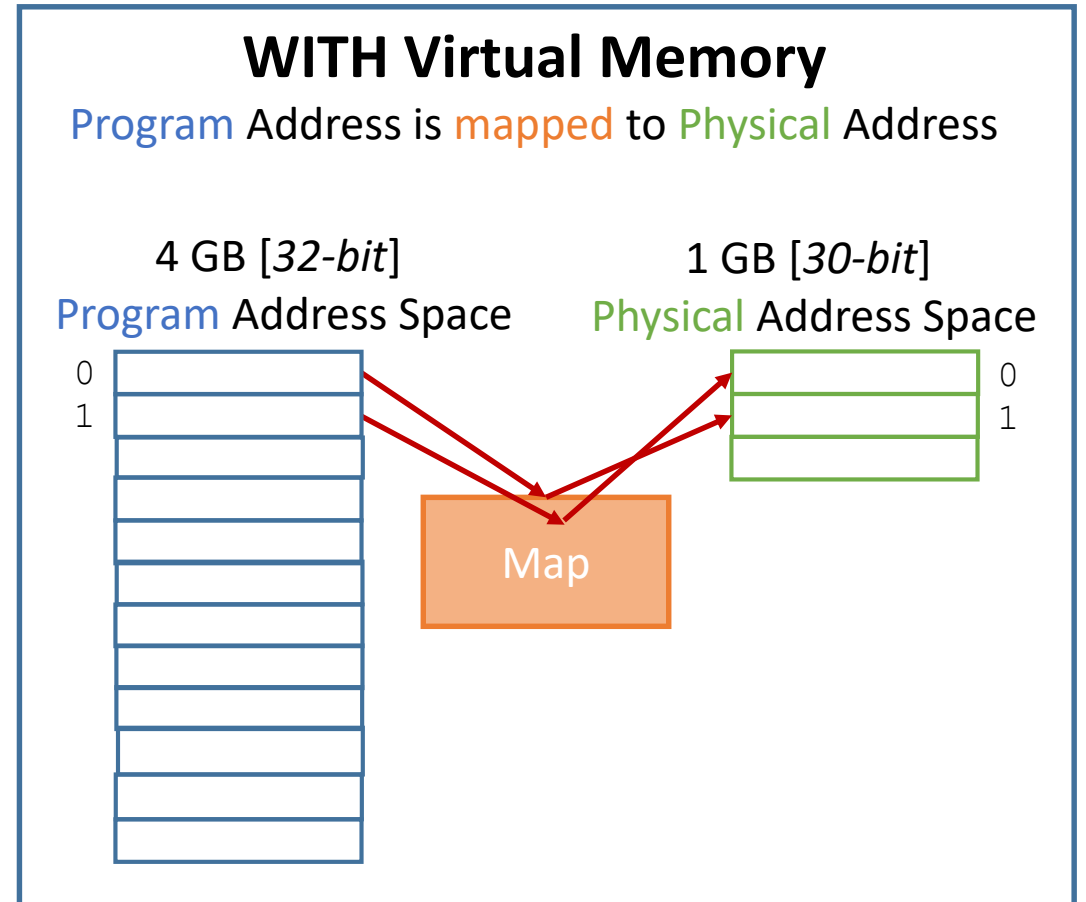 WITH Virtual Memory
Program Address is mapped to Physical Address
4 GB [32-bit]
Program Address Space
1 GB [30-bit]
Physical Address Space
0
1
0
1
Map